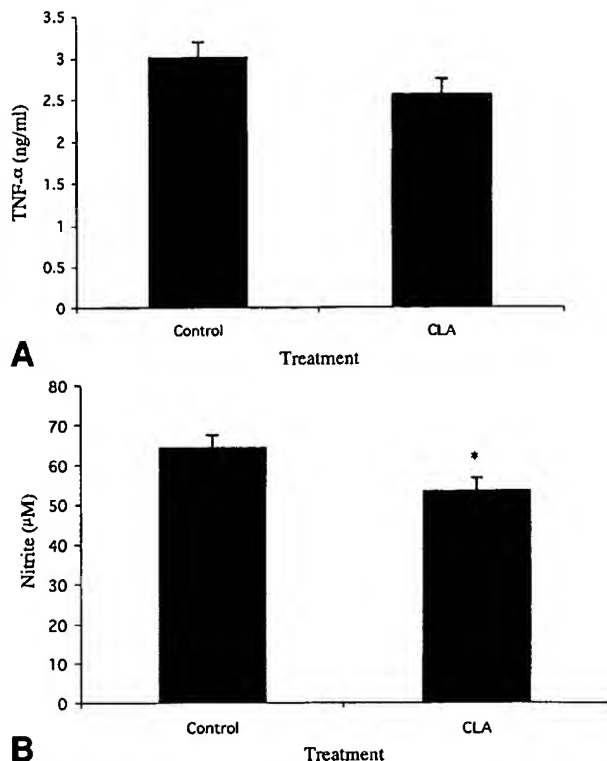 3.5
3
2.5
2
1.5
1
0.5
0
TNF-α (ng/ml)
Control CLA
Treatment
A
80
70
60
50
40
30
20
10
0
Nitrite (μM)
*
Control CLA
Treatment
B